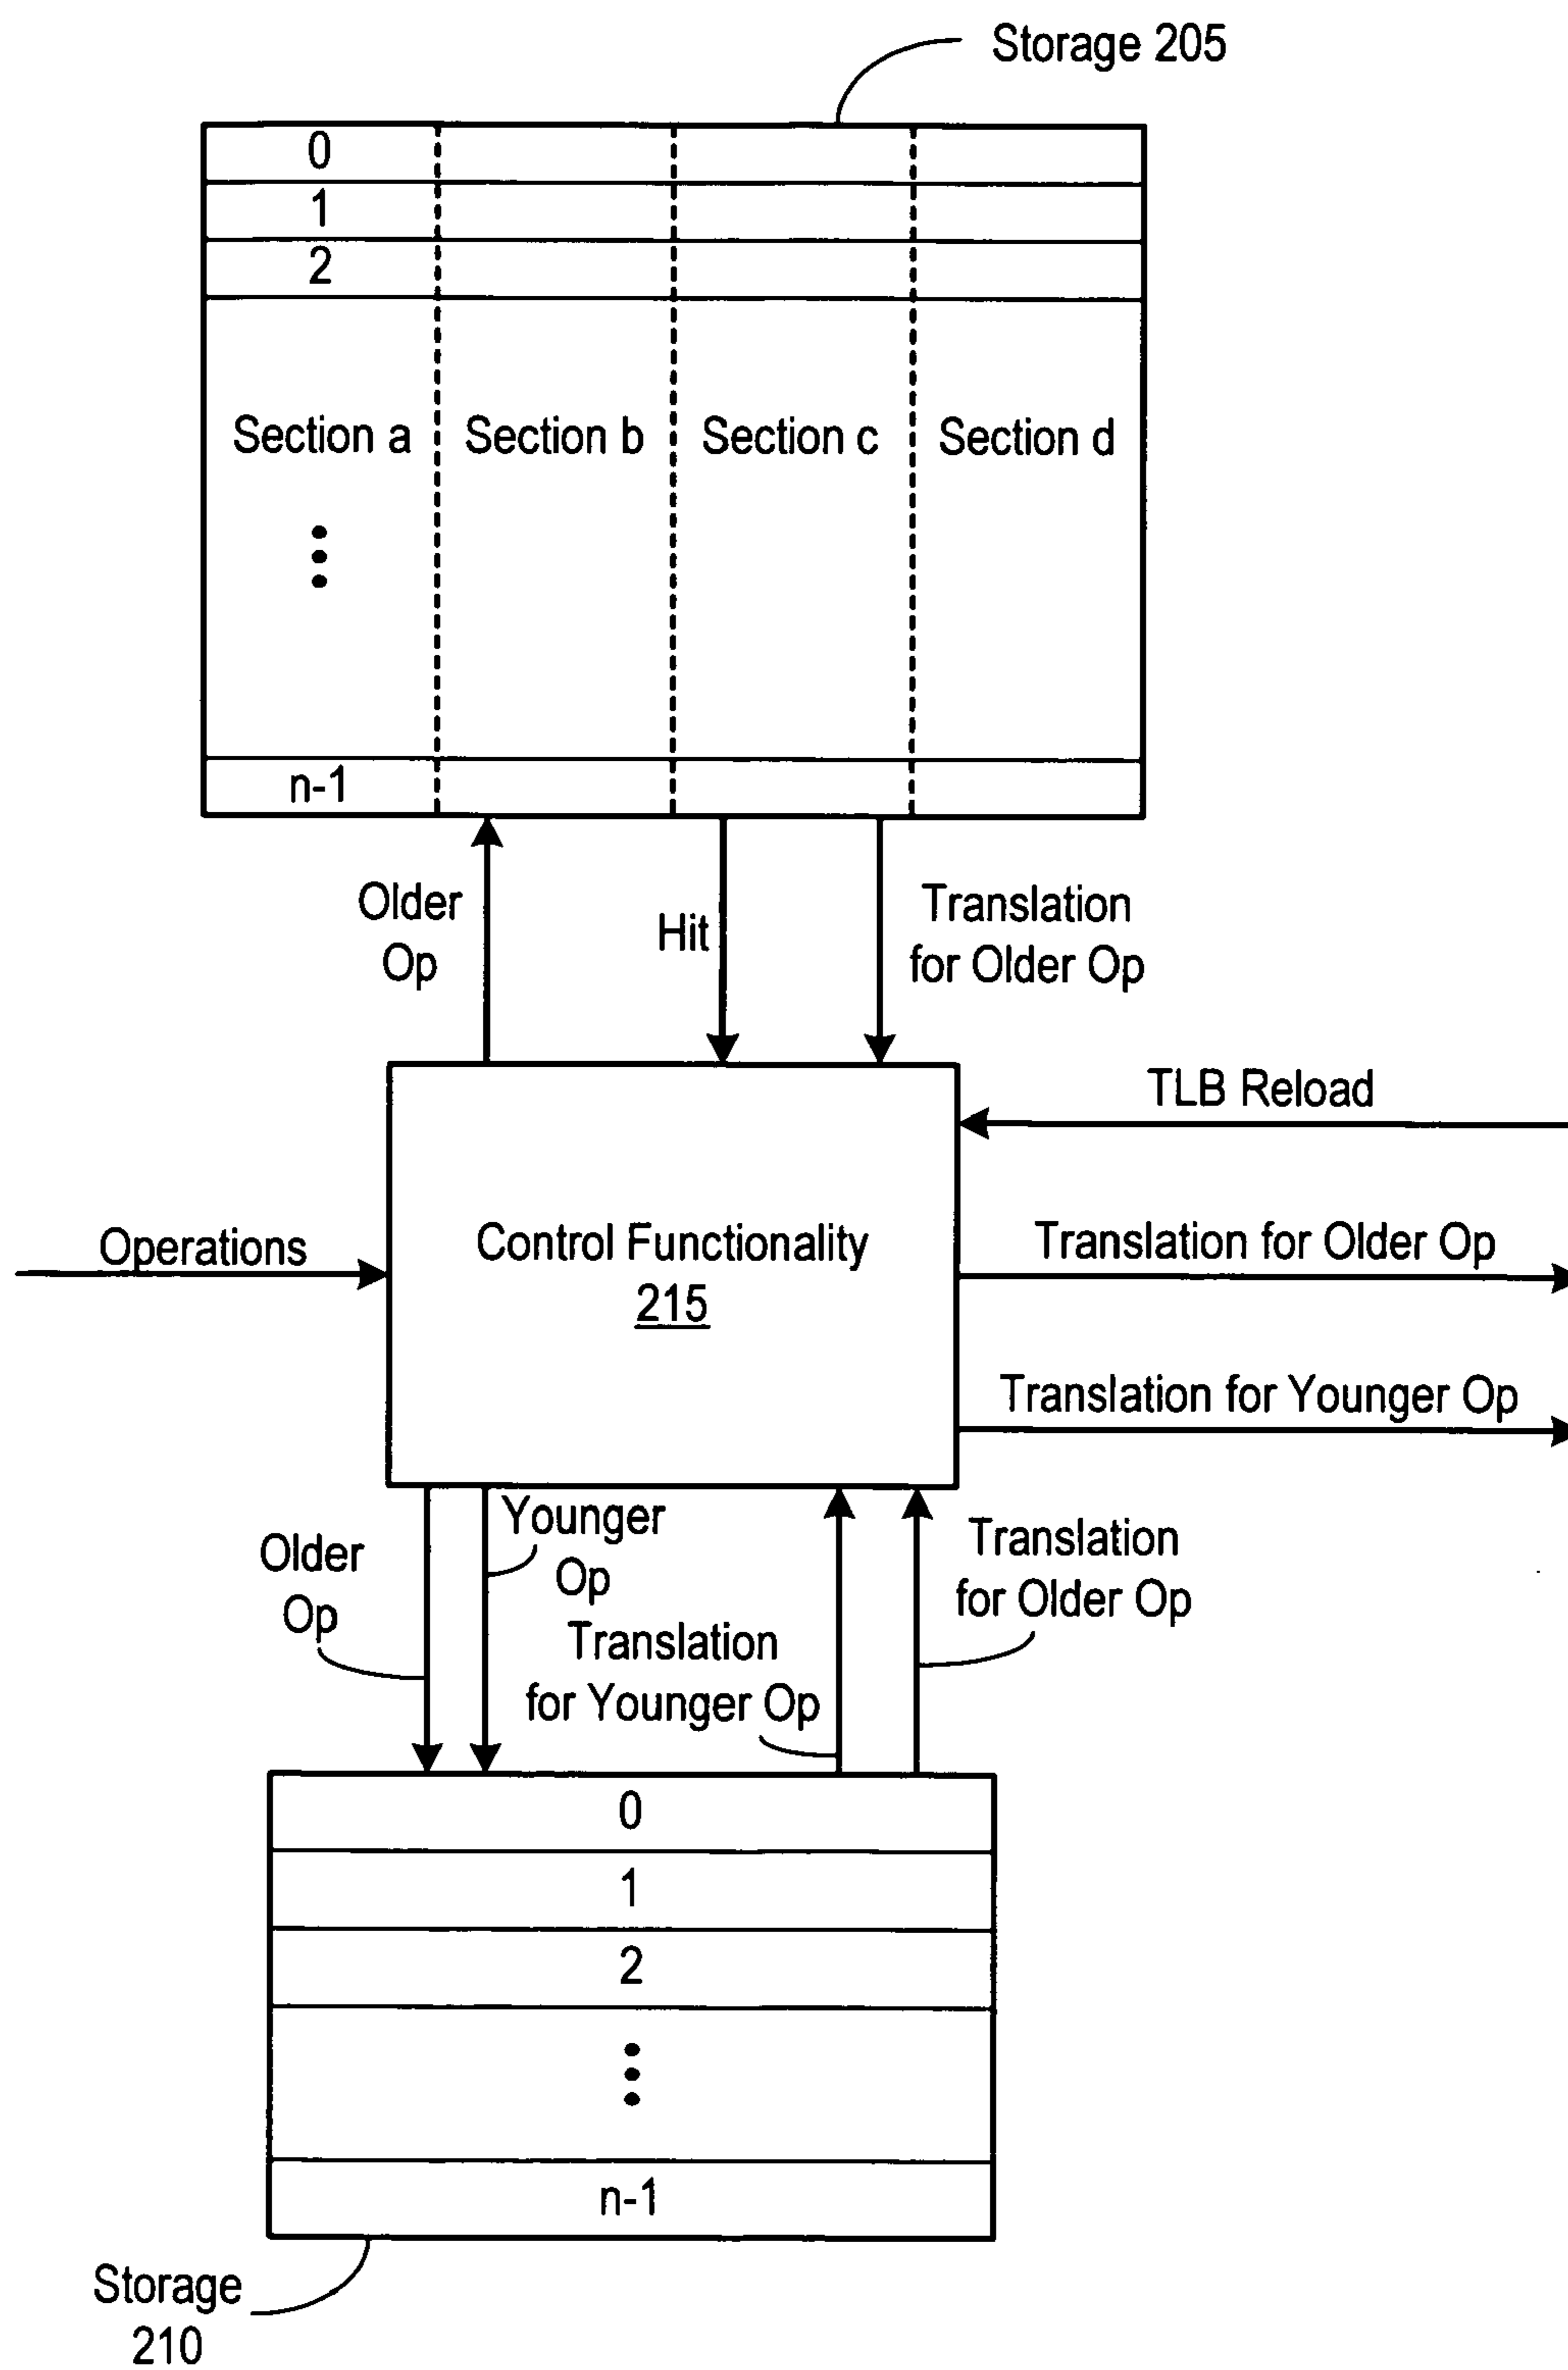 Storage 205
0
1
2
Section a
Section b
Section c
Section d
n-1
Older
Op
Hit
Translation
for Older Op
TLB Reload
Operations
Control Functionality
215
Translation for Older Op
Translation for Younger Op
Older
Op
Younger
Op
Translation
for Younger Op
Translation
for Older Op
0
1
2
n-1
Storage
210